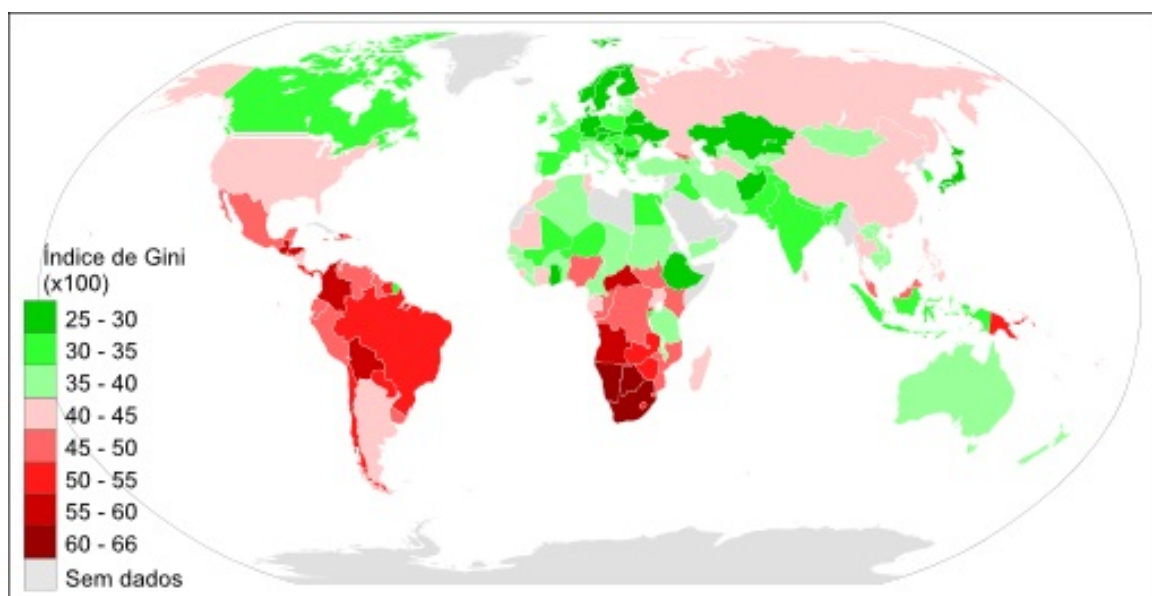 Índice de Gini
(x100)
25 - 30
30 - 35
35 - 40
40 - 45
45 - 50
50 - 55
55 - 60
60 - 66
Sem dados